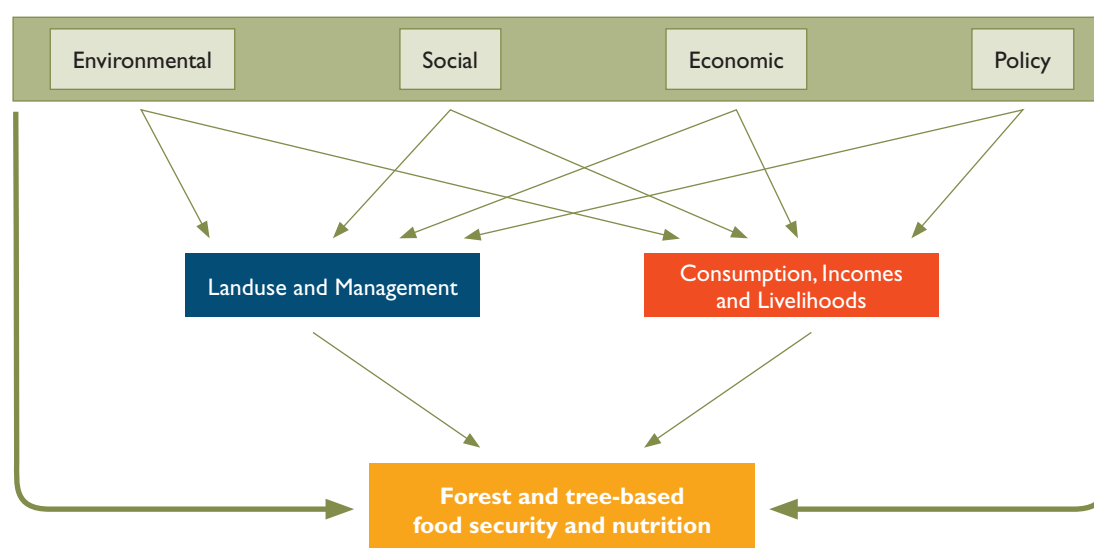 Environmental
Social
Economic
Policy
Landuse and Management
Consumption, Incomes
and Livelihoods
Forest and tree-based
food security and nutrition